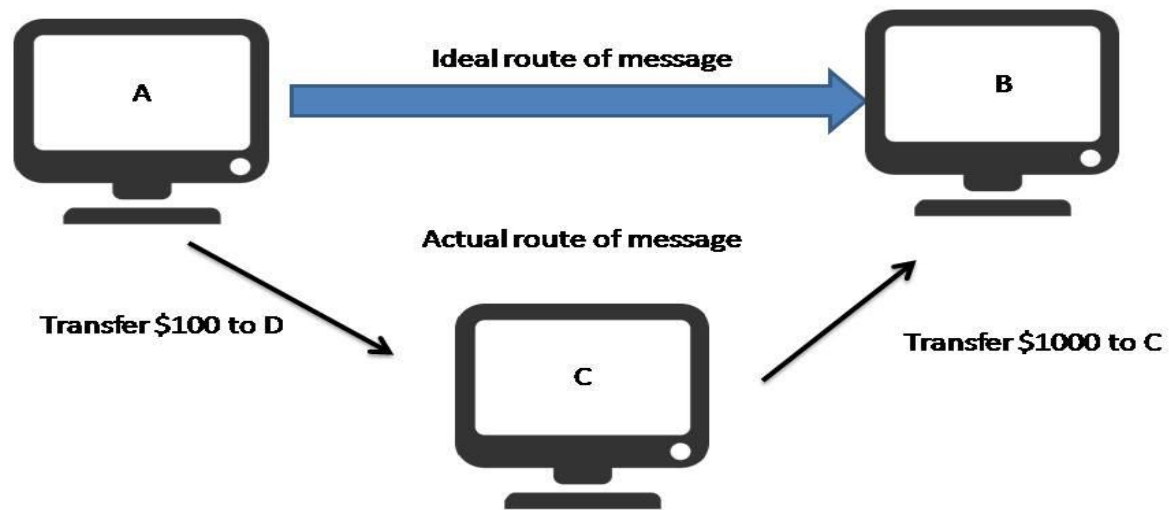 Ideal route of message
A
B
Actual route of message
Transfer $100 to D
Transfer $1000 to C
C